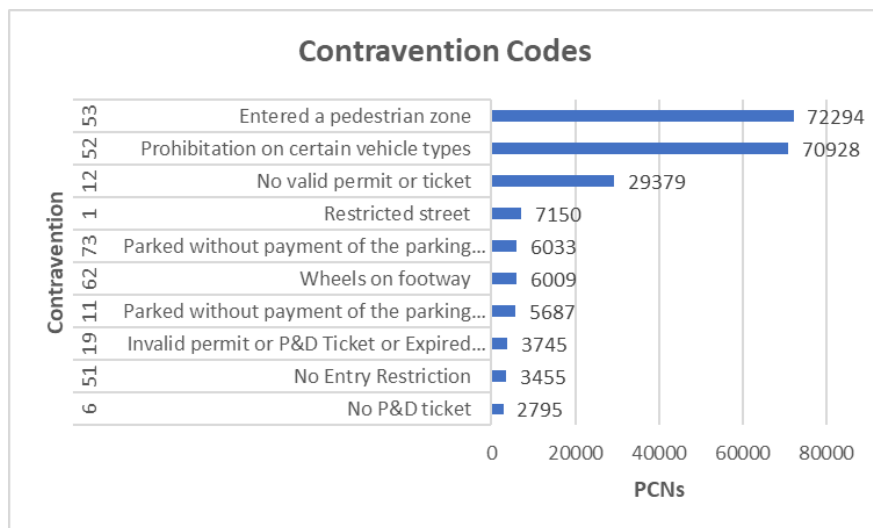 Contravention Codes
Contravention
53 Entered a pedestrian zone 72294
52 Prohibitation on certain vehicle types 70928
12 No valid permit or ticket 29379
1 Restricted street 7150
73 Parked without payment of the parking... 6033
62 Wheels on footway 6009
11 Parked without payment of the parking... 5687
19 Invalid permit or P&D Ticket or Expired... 3745
51 No Entry Restriction 3455
6 No P&D ticket 2795
0 20000 40000 60000 80000
PCNs